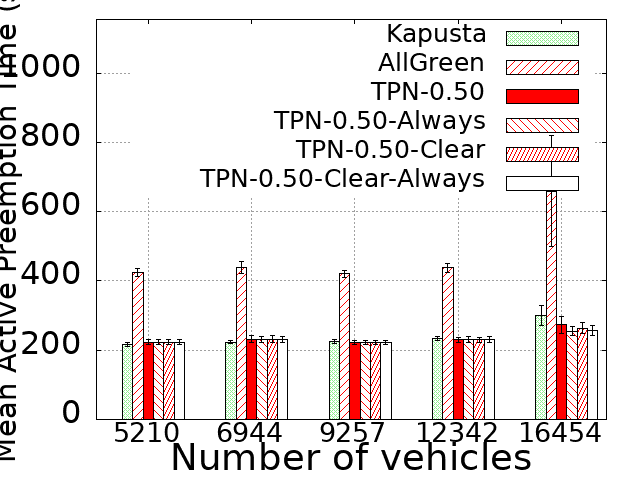 Mean Active Preemption Time (s
1000
800
600
400
200
0
Kapusta
AllGreen
TPN-0.50
TPN-0.50-Always
TPN-0.50-Clear
TPN-0.50-Clear-Always
5210 6944 9257 12342 16454
Number of vehicles